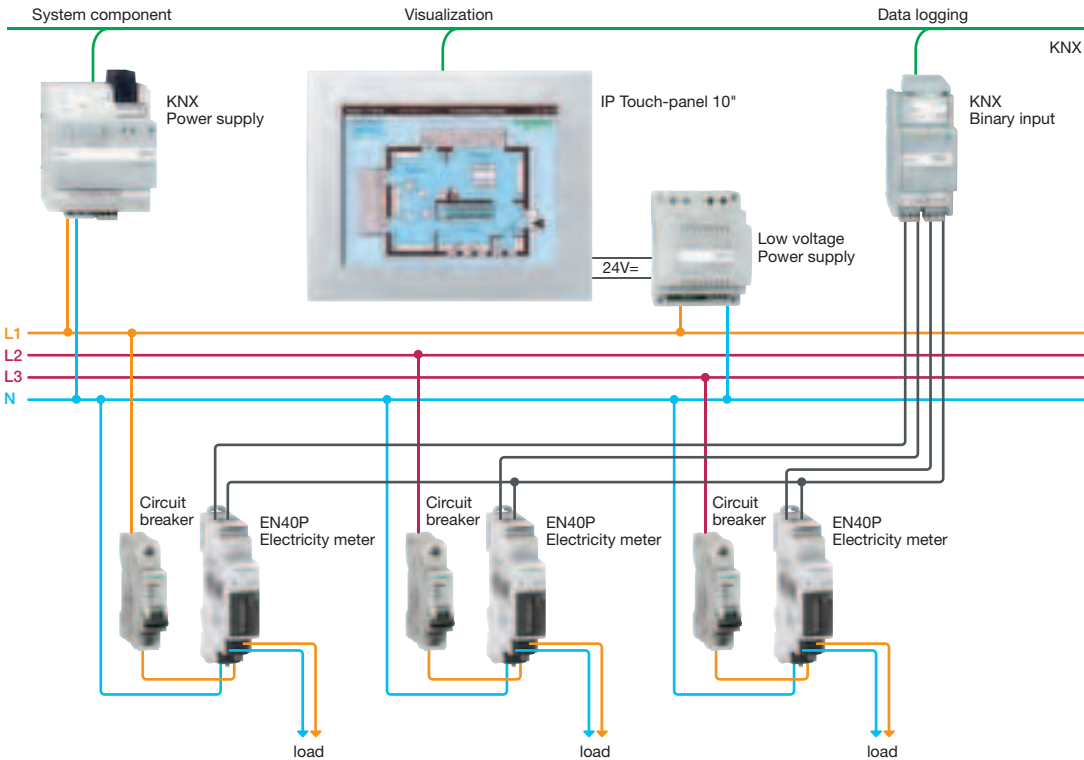 System component
Visualization
Data logging
KNX
KNX
Power supply
IP Touch-panel 10"
KNX
Binary input
Low voltage
Power supply
24V=
L1
L2
L3
N
Circuit
breaker
EN40P
Electricity meter
Circuit
breaker
EN40P
Electricity meter
Circuit
breaker
EN40P
Electricity meter
load
load
load